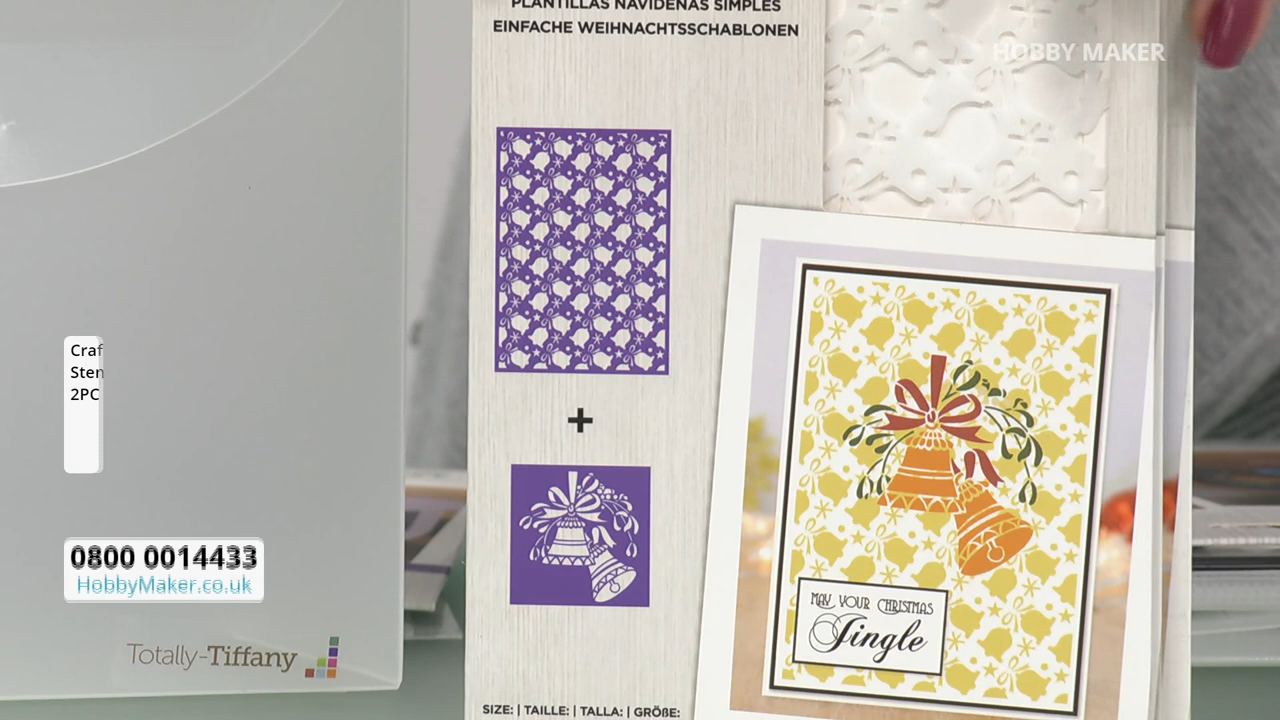 PLANTILLAS NAVIDEÑAS SIMPLES
EINFACHE WEIHNACHTSSCHABLONEN
HOBBY MAKER
Craf
Sten
2PC
0800 0014433
HobbyMaker.co.uk
Totally-Tiffany
MAY YOUR CHRISTMAS
Jingle
SIZE: | TAILLE: | TALLA: | GRÖßE: